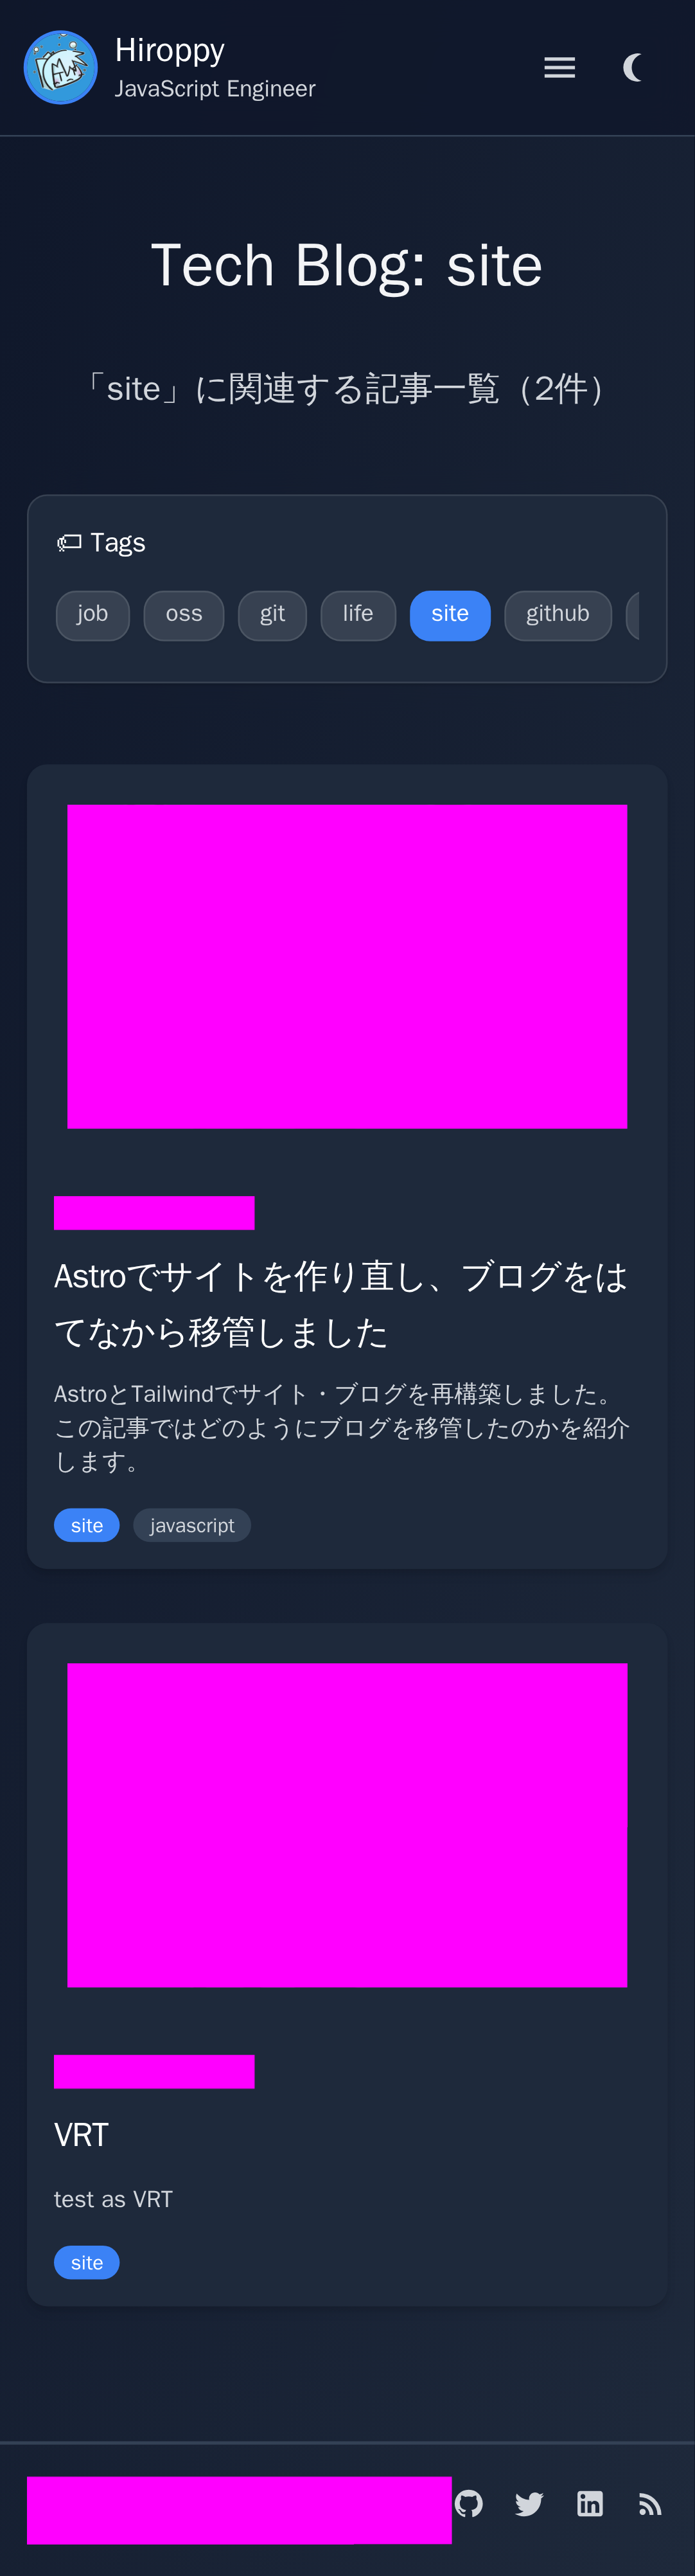 Hiroppy
JavaScript Engineer
Tech Blog: site
「site」に関連する記事一覧（2件）
Tags
job oss git life site github
Astroでサイトを作り直し、ブログをは
てなから移管しました
AstroとTailwindでサイト・ブログを再構築しました。
この記事ではどのようにブログを移管したのかを紹介
します。
site javascript
VRT
test as VRT
site